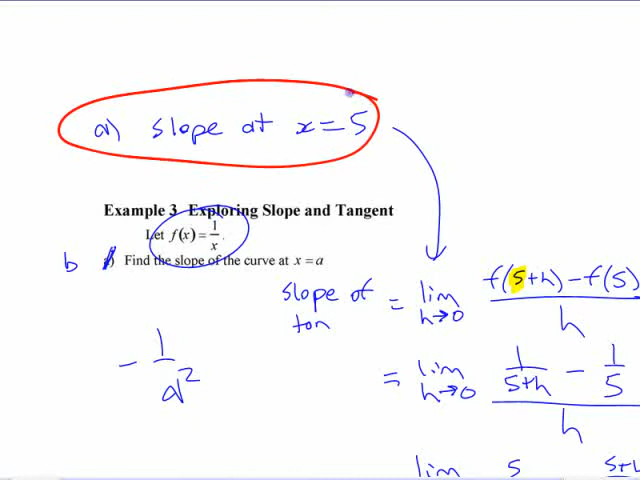 a) slope at x = 5
Example 3 Exploring Slope and Tangent
Let f(x) = 1/x.
b a) Find the slope of the curve at x = a
slope of tan = lim h→0 (f(5+h) – f(5))/h
– 1/a²
= lim h→0 (1/(5+h) – 1/5)/h
lim 5 5+h